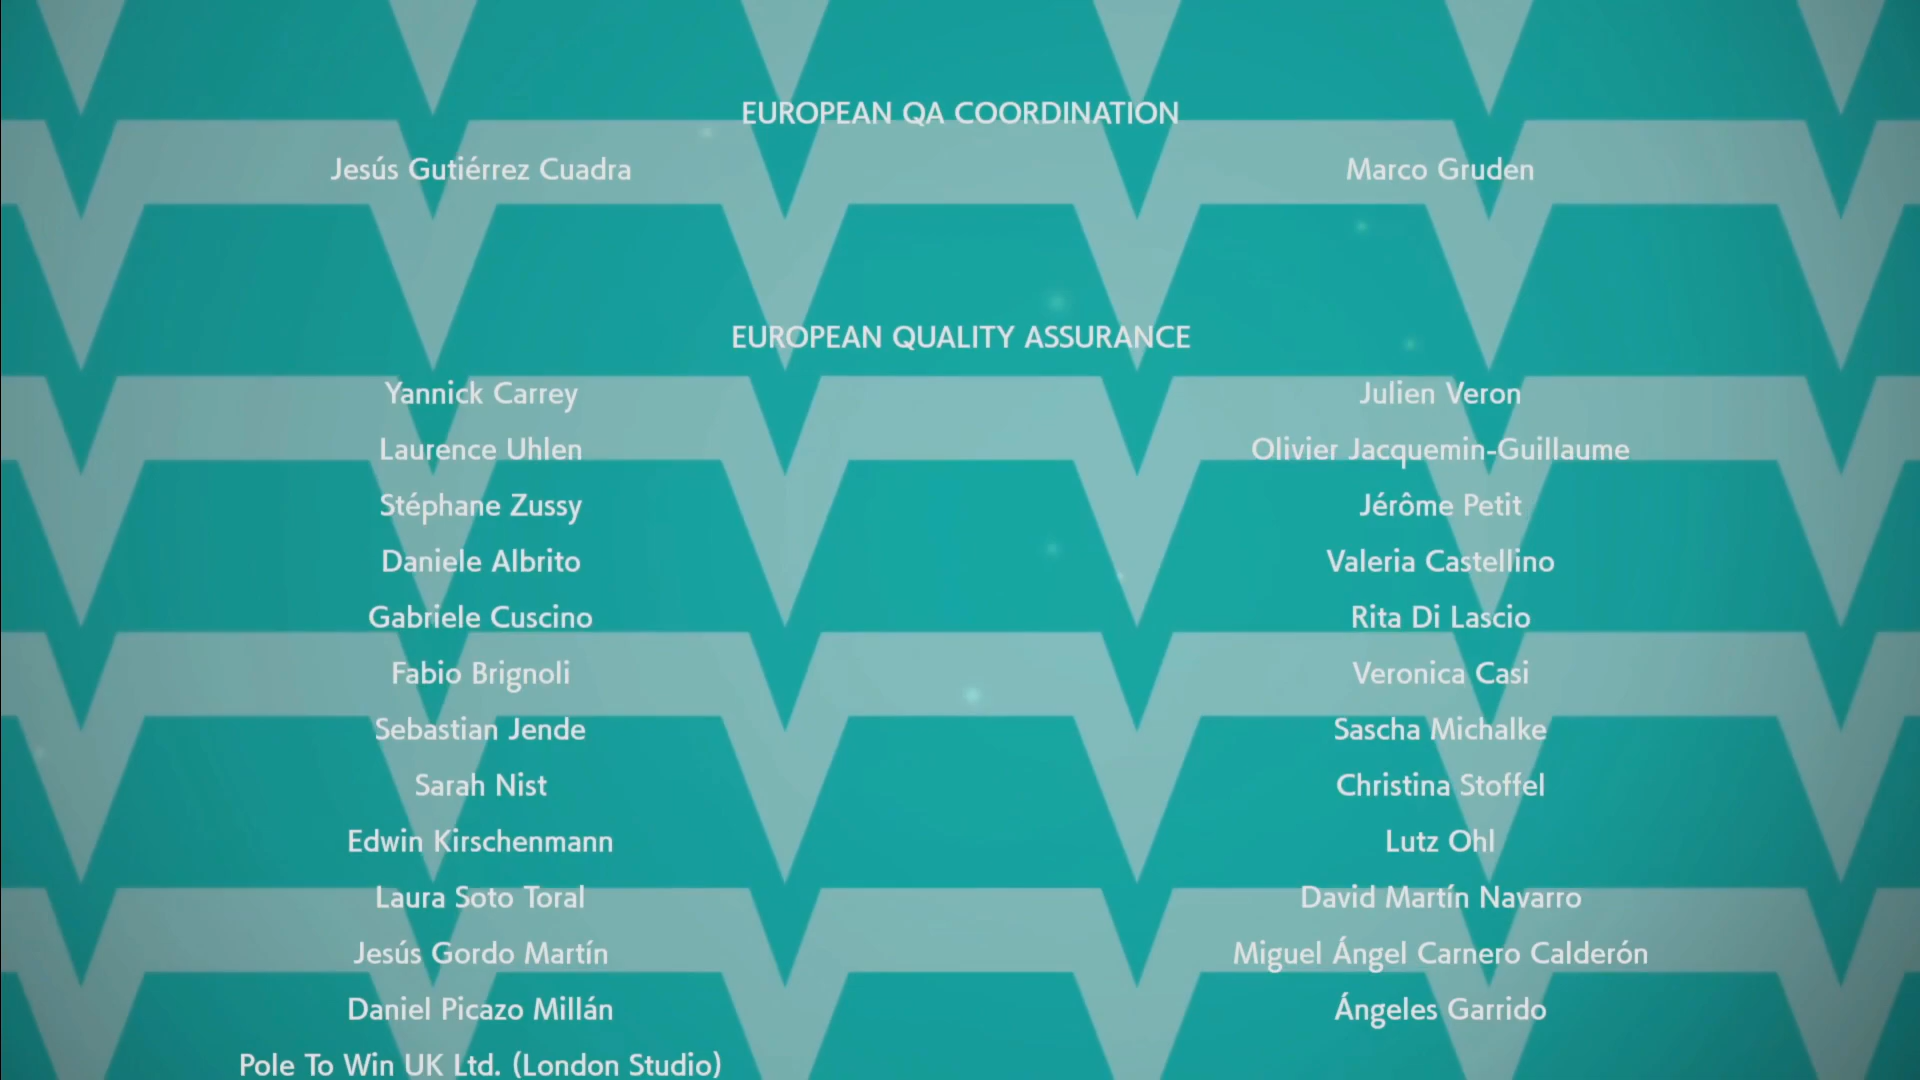 EUROPEAN QA COORDINATION
Jesús Gutiérrez Cuadra Marco Gruden
EUROPEAN QUALITY ASSURANCE
Yannick Carrey Julien Veron
Laurence Uhlen Olivier Jacquemin-Guillaume
Stéphane Zussy Jérôme Petit
Daniele Albrito Valeria Castellino
Gabriele Cuscino Rita Di Lascio
Fabio Brignoli Veronica Casi
Sebastian Jende Sascha Michalke
Sarah Nist Christina Stoffel
Edwin Kirschenmann Lutz Ohl
Laura Soto Toral David Martín Navarro
Jesús Gordo Martín Miguel Ángel Carnero Calderón
Daniel Picazo Millán Ángeles Garrido
Pole To Win UK Ltd. (London Studio)